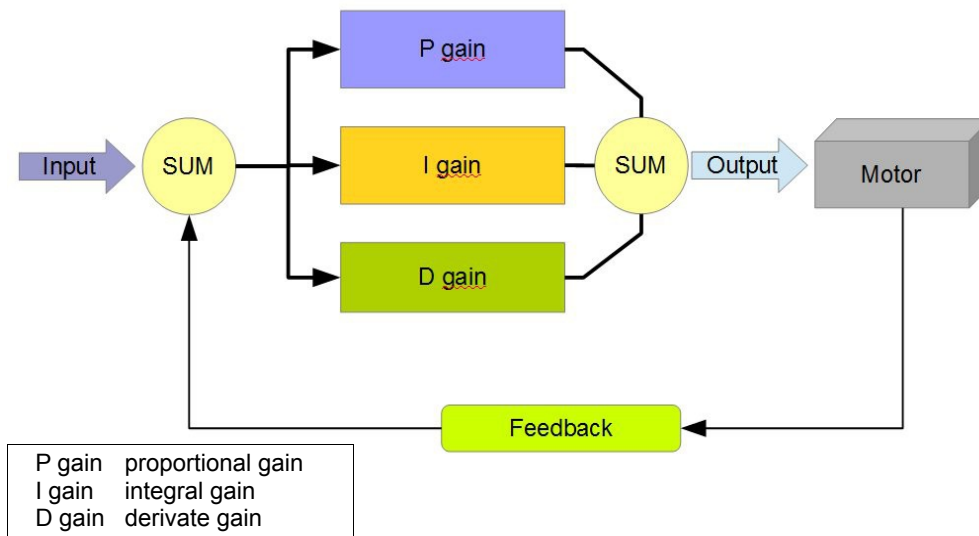 P gain
Input
SUM
I gain
SUM
Output
Motor
D gain
Feedback
P gain proportional gain
I gain integral gain
D gain derivate gain